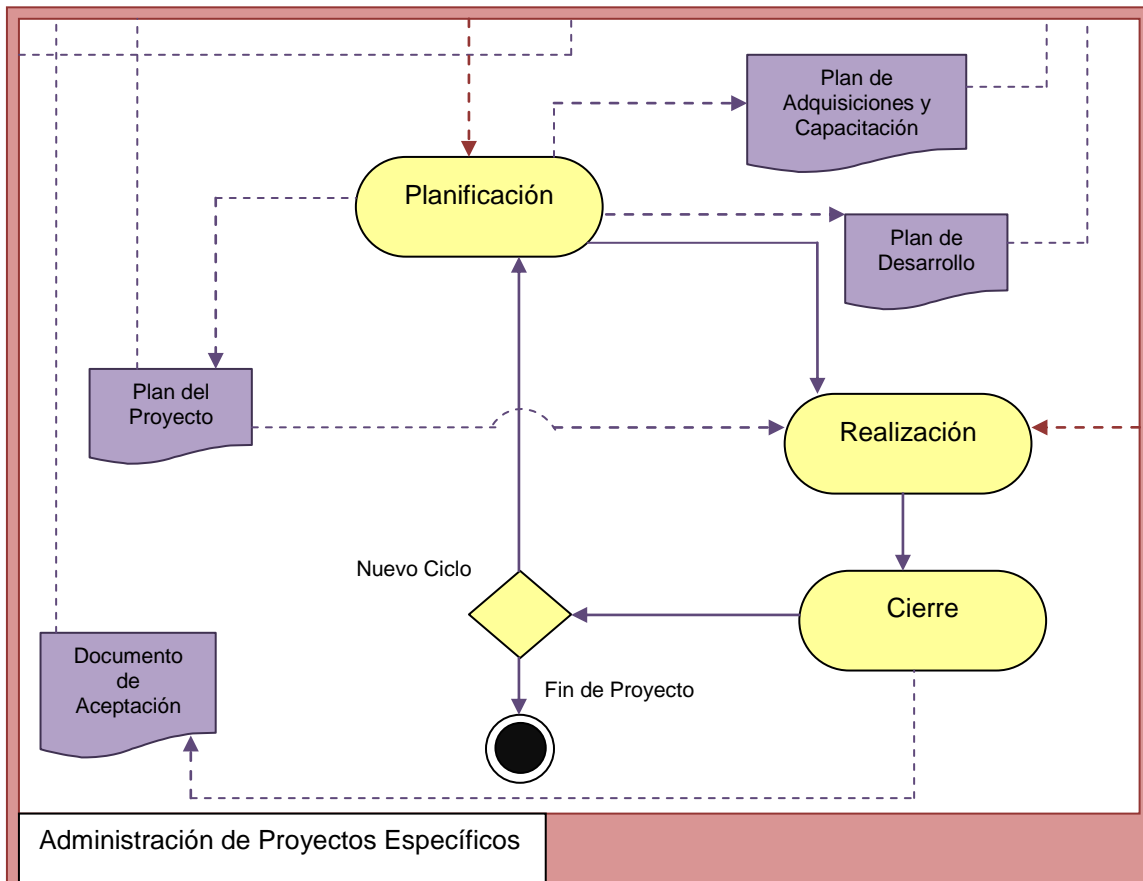 Plan de
Adquisiciones y
Capacitación
Planificación
Plan de
Desarrollo
Plan del
Proyecto
Realización
Nuevo Ciclo
Cierre
Documento
de
Aceptación
Fin de Proyecto
Administración de Proyectos Específicos